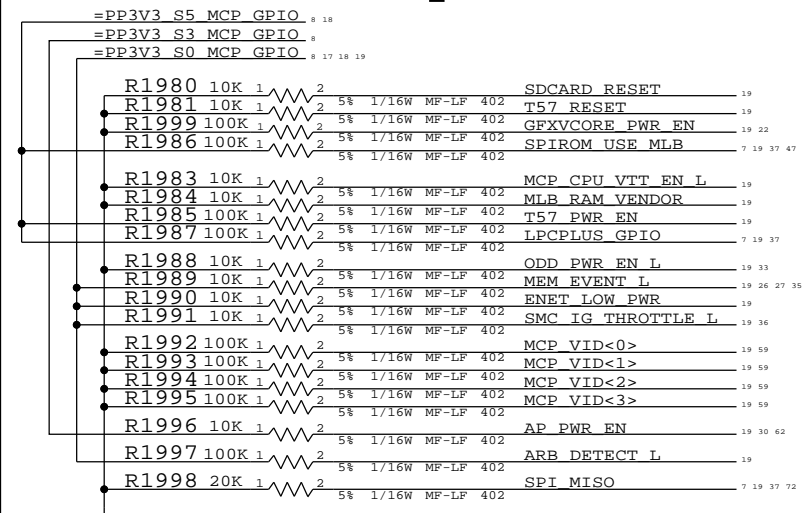 =PP3V3_S5_MCP_GPIO 8 18
=PP3V3_S3_MCP_GPIO 8
=PP3V3_S0_MCP_GPIO 8 17 18 19
R1980 10K 1 2 5% 1/16W MF-LF 402 SDCARD_RESET 19
R1981 10K 1 2 5% 1/16W MF-LF 402 T57_RESET 19
R1999 100K 1 2 5% 1/16W MF-LF 402 GFXVCORE_PWR_EN 19 22
R1986 100K 1 2 5% 1/16W MF-LF 402 SPIROM_USE_MLB 7 19 37 47
R1983 10K 1 2 5% 1/16W MF-LF 402 MCP_CPU_VTT_EN_L 19
R1984 10K 1 2 5% 1/16W MF-LF 402 MLB_RAM_VENDOR 19
R1985 100K 1 2 5% 1/16W MF-LF 402 T57_PWR_EN 19
R1987 100K 1 2 5% 1/16W MF-LF 402 LPCPLUS_GPIO 7 19 37
R1988 10K 1 2 5% 1/16W MF-LF 402 ODD_PWR_EN_L 19 33
R1989 10K 1 2 5% 1/16W MF-LF 402 MEM_EVENT_L 19 26 27 35
R1990 10K 1 2 5% 1/16W MF-LF 402 ENET_LOW_PWR 19
R1991 10K 1 2 5% 1/16W MF-LF 402 SMC_IG_THROTTLE_L 19 36
R1992 100K 1 2 5% 1/16W MF-LF 402 MCP_VID<0> 19 59
R1993 100K 1 2 5% 1/16W MF-LF 402 MCP_VID<1> 19 59
R1994 100K 1 2 5% 1/16W MF-LF 402 MCP_VID<2> 19 59
R1995 100K 1 2 5% 1/16W MF-LF 402 MCP_VID<3> 19 59
R1996 10K 1 2 5% 1/16W MF-LF 402 AP_PWR_EN 19 30 62
R1997 100K 1 2 5% 1/16W MF-LF 402 ARB_DETECT_L 19
R1998 20K 1 2 5% 1/16W MF-LF 402 SPI_MISO 7 19 37 72